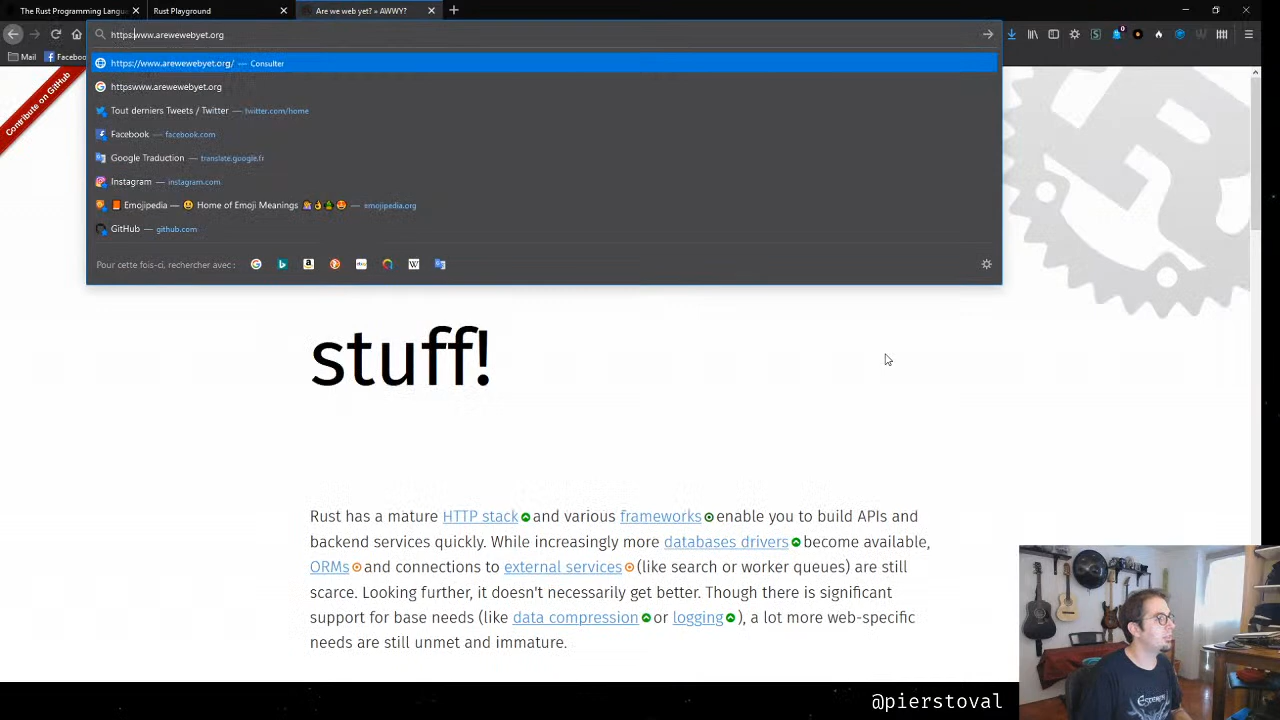 The Rust Programming Langu
Rust Playground
Are we web yet? » AWWY?
https:www.arewewebyet.org
Mail
Faceboo
Contribute on GitHub
https://www.arewewebyet.org/ — Consulter
httpswww.arewewebyet.org
Tout derniers Tweets / Twitter — twitter.com/home
Facebook — facebook.com
Google Traduction — translate.google.fr
Instagram — instagram.com
Emojipedia — 😃 Home of Emoji Meanings 💁👌🎍😍 — emojipedia.org
GitHub — github.com
Pour cette fois-ci, rechercher avec :
stuff!
Rust has a mature HTTP stack and various frameworks enable you to build APIs and
backend services quickly. While increasingly more databases drivers become available,
ORMs and connections to external services (like search or worker queues) are still
scarce. Looking further, it doesn't necessarily get better. Though there is significant
support for base needs (like data compression or logging ), a lot more web-specific
needs are still unmet and immature.
@pierstoval